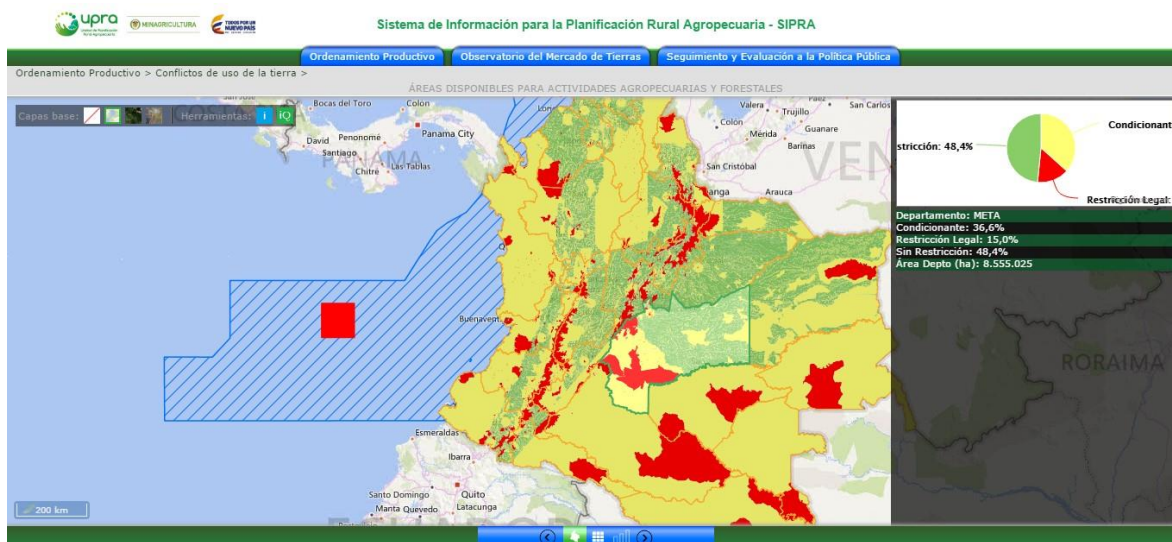 upra
MINAGRICULTURA
TODOS POR UN
NUEVO PAÍS
Sistema de Información para la Planificación Rural Agropecuaria - SIPRA
Ordenamiento Productivo
Observatorio del Mercado de Tierras
Seguimiento y Evaluación a la Política Pública
Ordenamiento Productivo > Conflictos de uso de la tierra >
ÁREAS DISPONIBLES PARA ACTIVIDADES AGROPECUARIAS Y FORESTALES
Capas base:
Herramientas:
i
iQ
Bocas del Toro
Colon
David
Penonomé
Panama City
Santiago
PANAMA
Chitré
Las Tablas
Valera
Trujillo
San Carlos
Colón
Mérida
Guanare
Barinas
San Cristóbal
VEN
anga
Arauca
Buenavent
Esmeraldas
Ibarra
Santo Domingo
Quito
Manta
Quevedo
Latacunga
200 km
Condicionant
stricción: 48,4%
Restricción Legal:
Departamento: META
Condicionante: 36,6%
Restricción Legal: 15,0%
Sin Restricción: 48,4%
Área Depto (ha): 8.555.025
RORAIMA